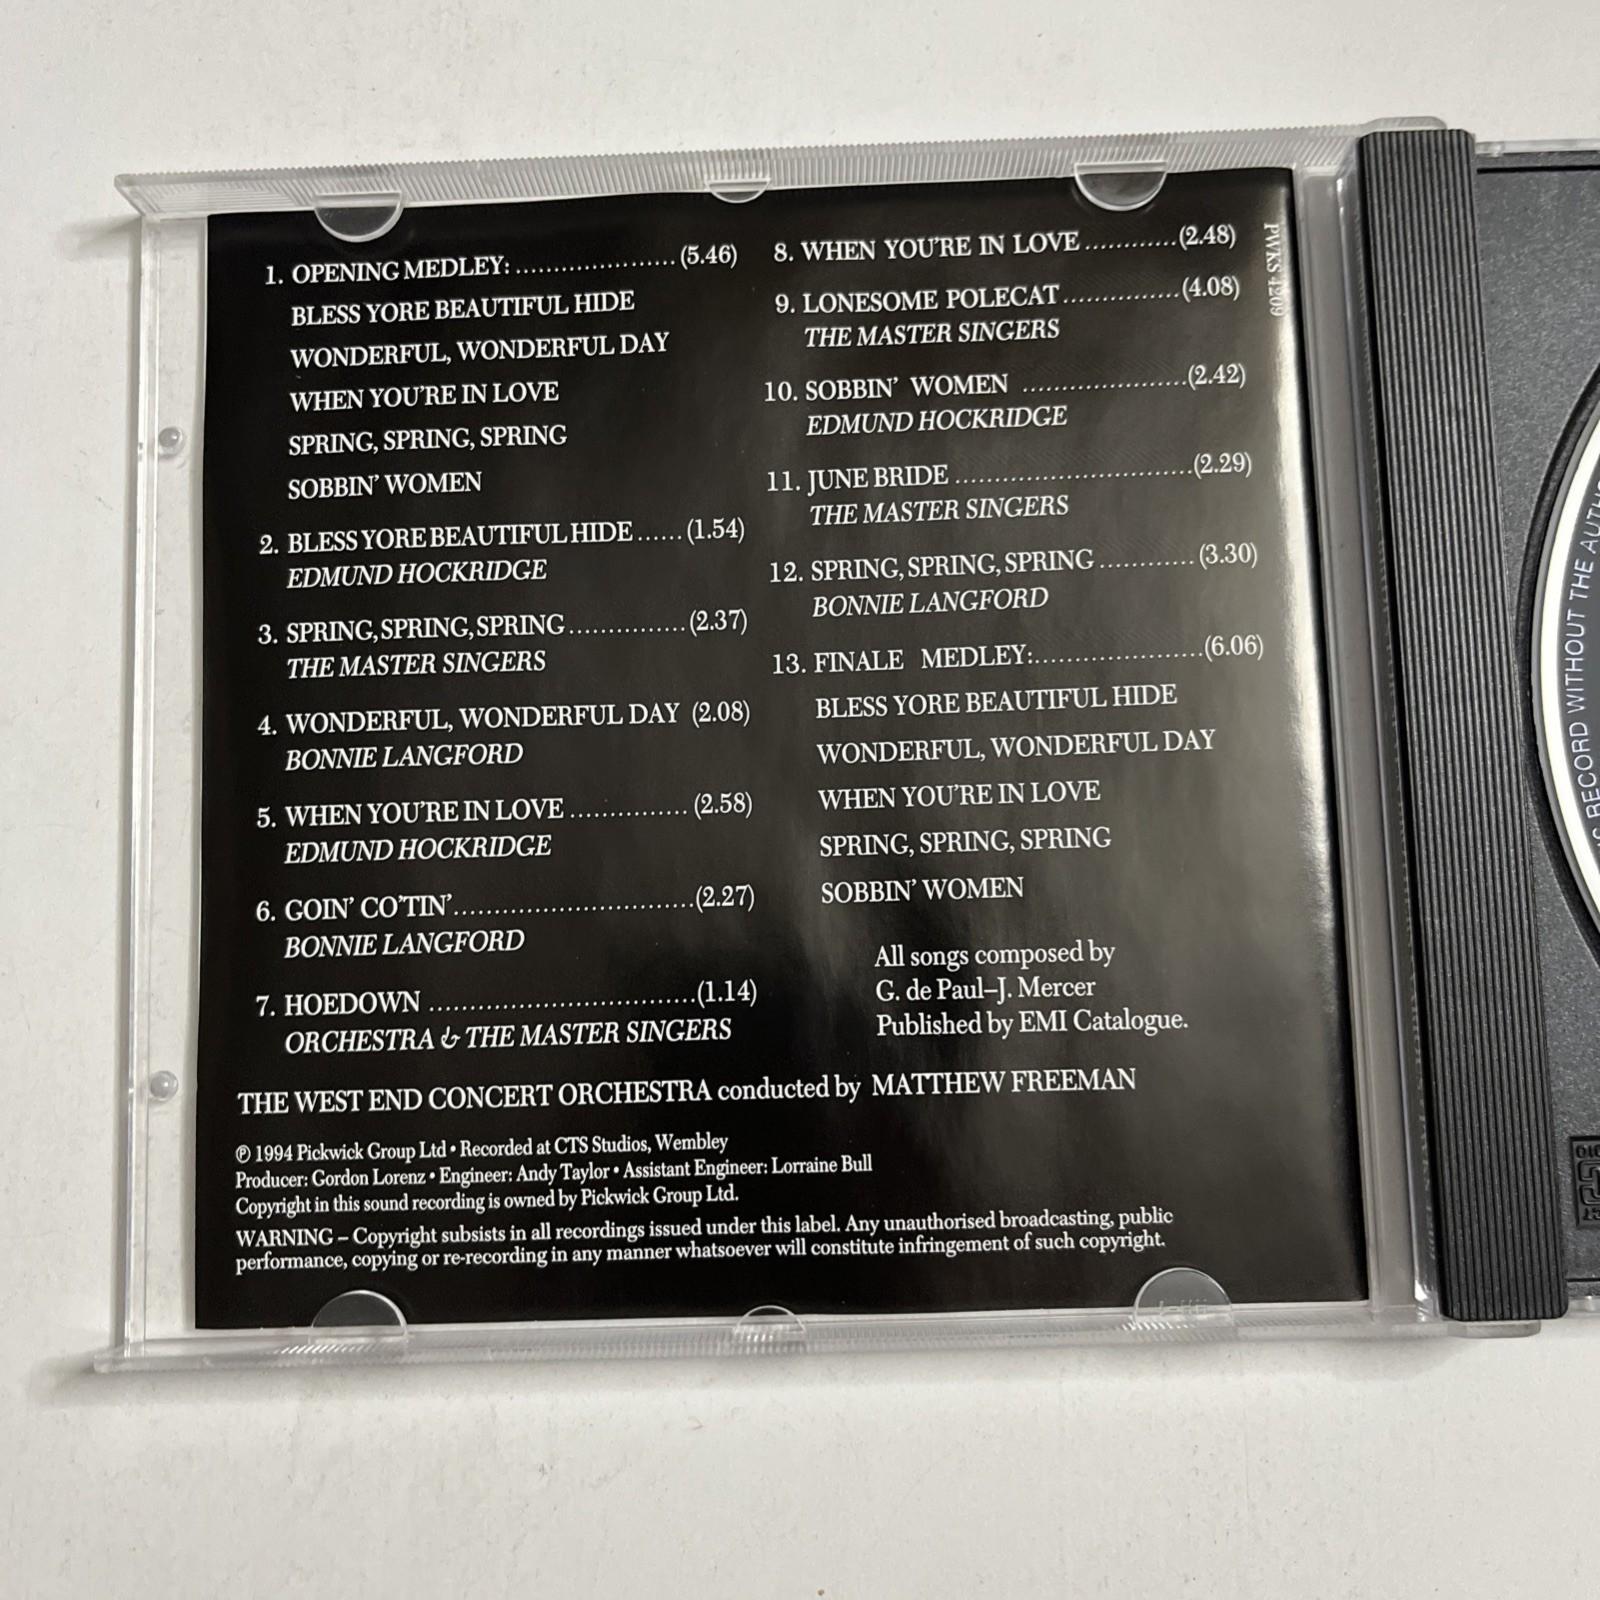 1. OPENING MEDLEY: ..................... (5.46)
BLESS YORE BEAUTIFUL HIDE
WONDERFUL, WONDERFUL DAY
WHEN YOU'RE IN LOVE
SPRING, SPRING, SPRING
SOBBIN' WOMEN
2. BLESS YORE BEAUTIFUL HIDE ...... (1.54)
EDMUND HOCKRIDGE
3. SPRING, SPRING, SPRING ............... (2.37)
THE MASTER SINGERS
4. WONDERFUL, WONDERFUL DAY (2.08)
BONNIE LANGFORD
5. WHEN YOU'RE IN LOVE ............... (2.58)
EDMUND HOCKRIDGE
6. GOIN' CO'TIN'............................... (2.27)
BONNIE LANGFORD
7. HOEDOWN ................................... (1.14)
ORCHESTRA & THE MASTER SINGERS
8. WHEN YOU'RE IN LOVE ............ (2.48)
9. LONESOME POLECAT ............... (4.08)
THE MASTER SINGERS
10. SOBBIN' WOMEN ..................... (2.42)
EDMUND HOCKRIDGE
11. JUNE BRIDE ............................... (2.29)
THE MASTER SINGERS
12. SPRING, SPRING, SPRING ............ (3.30)
BONNIE LANGFORD
13. FINALE MEDLEY:...................... (6.06)
BLESS YORE BEAUTIFUL HIDE
WONDERFUL, WONDERFUL DAY
WHEN YOU'RE IN LOVE
SPRING, SPRING, SPRING
SOBBIN' WOMEN
All songs composed by
G. de Paul–J. Mercer
Published by EMI Catalogue.
THE WEST END CONCERT ORCHESTRA conducted by MATTHEW FREEMAN
℗ 1994 Pickwick Group Ltd • Recorded at CTS Studios, Wembley
Producer: Gordon Lorenz • Engineer: Andy Taylor • Assistant Engineer: Lorraine Bull
Copyright in this sound recording is owned by Pickwick Group Ltd.
WARNING – Copyright subsists in all recordings issued under this label. Any unauthorised broadcasting, public
performance, copying or re-recording in any manner whatsoever will constitute infringement of such copyright.
PWKS 4209
RECORD WITHOUT THE